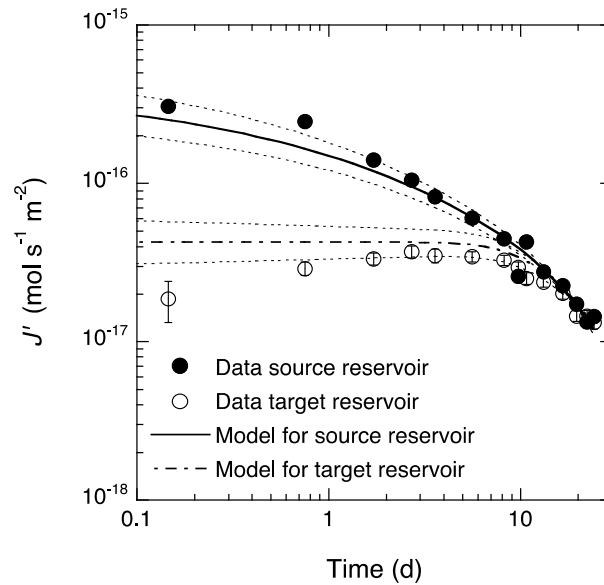 10⁻¹⁵
10⁻¹⁶
10⁻¹⁷
10⁻¹⁸
J' (mol s⁻¹ m⁻²)
Data source reservoir
Data target reservoir
Model for source reservoir
Model for target reservoir
0.1 1 10
Time (d)